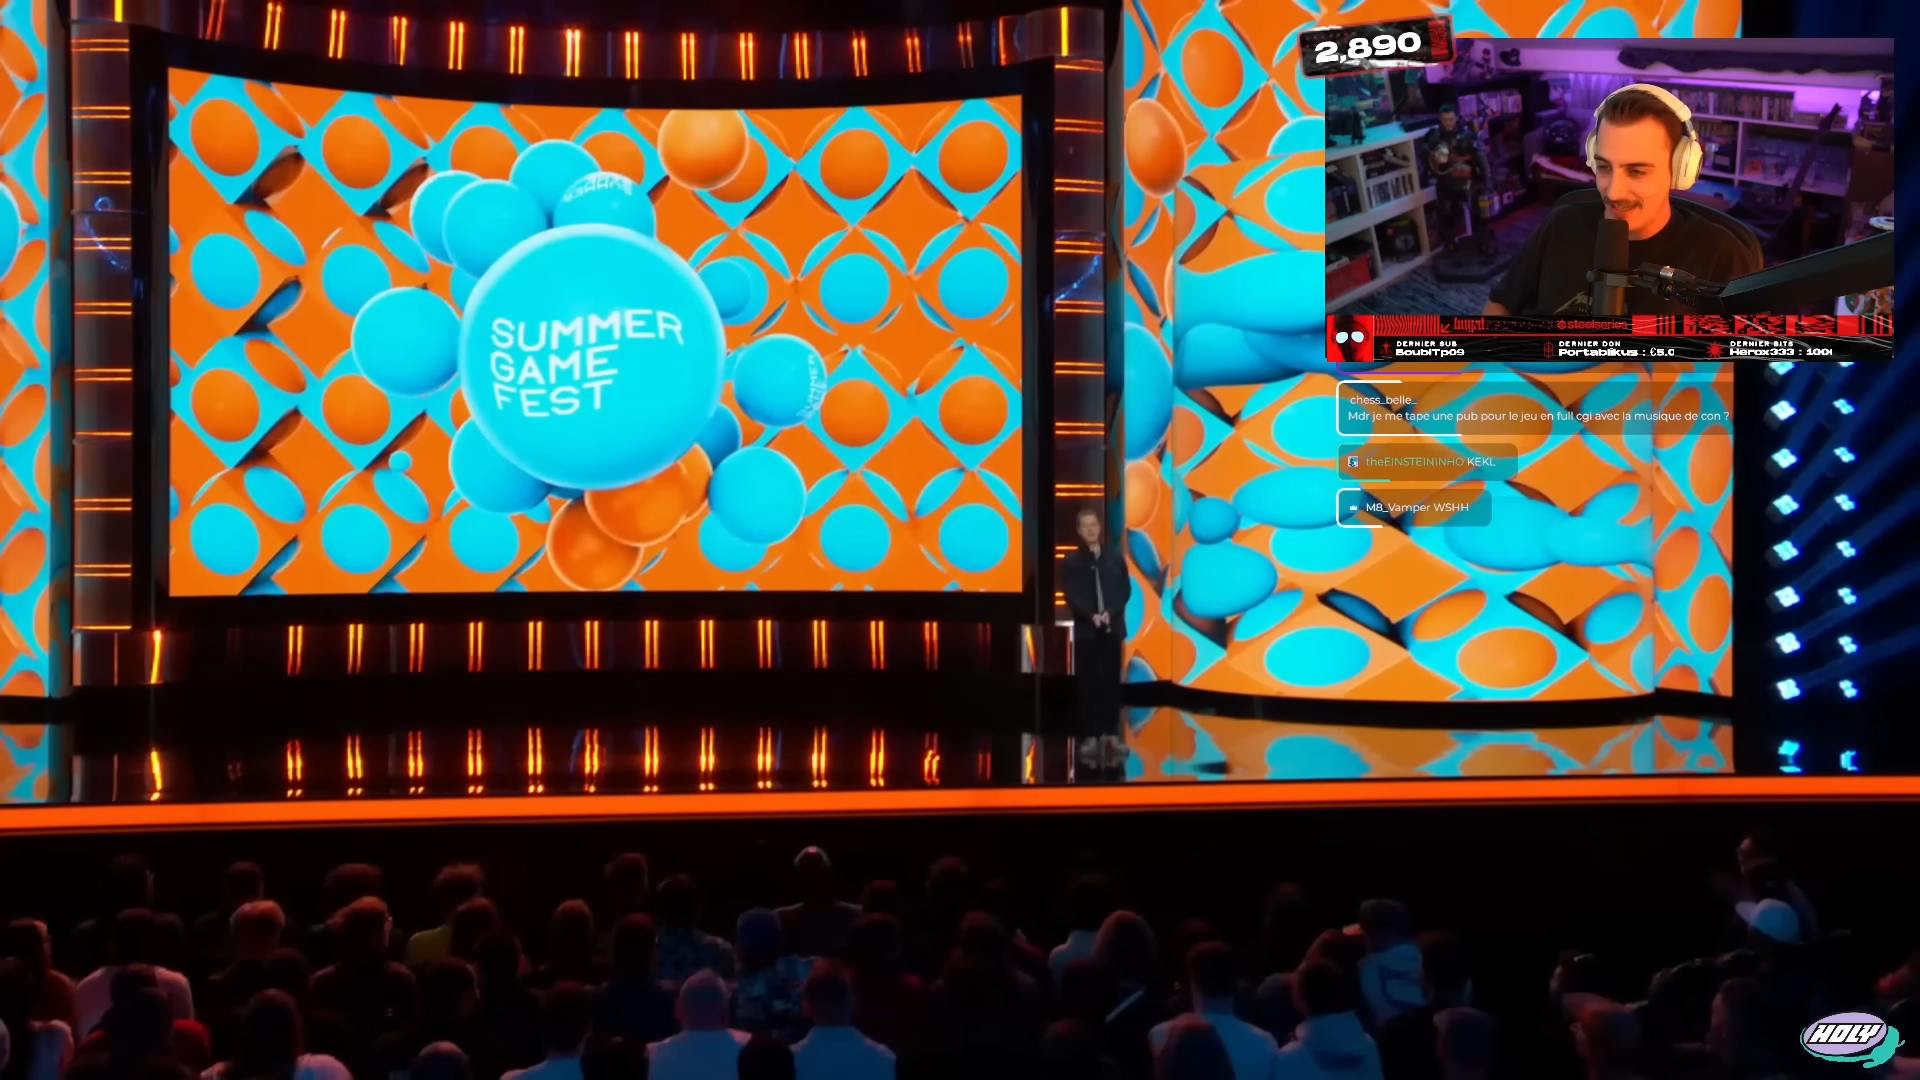 2,890
SUMMER
GAME
FEST
steelseries
DERNIER SUB
BoubiTp09
DERNIER DON
Portablikus : €5.0
DERNIER BITS
Herox333 : 100
chess_belle_
Mdr je me tape une pub pour le jeu en full cgi avec la musique de con ?
theEINSTEININHO KEKL
M8_Vamper WSHH
HOLY